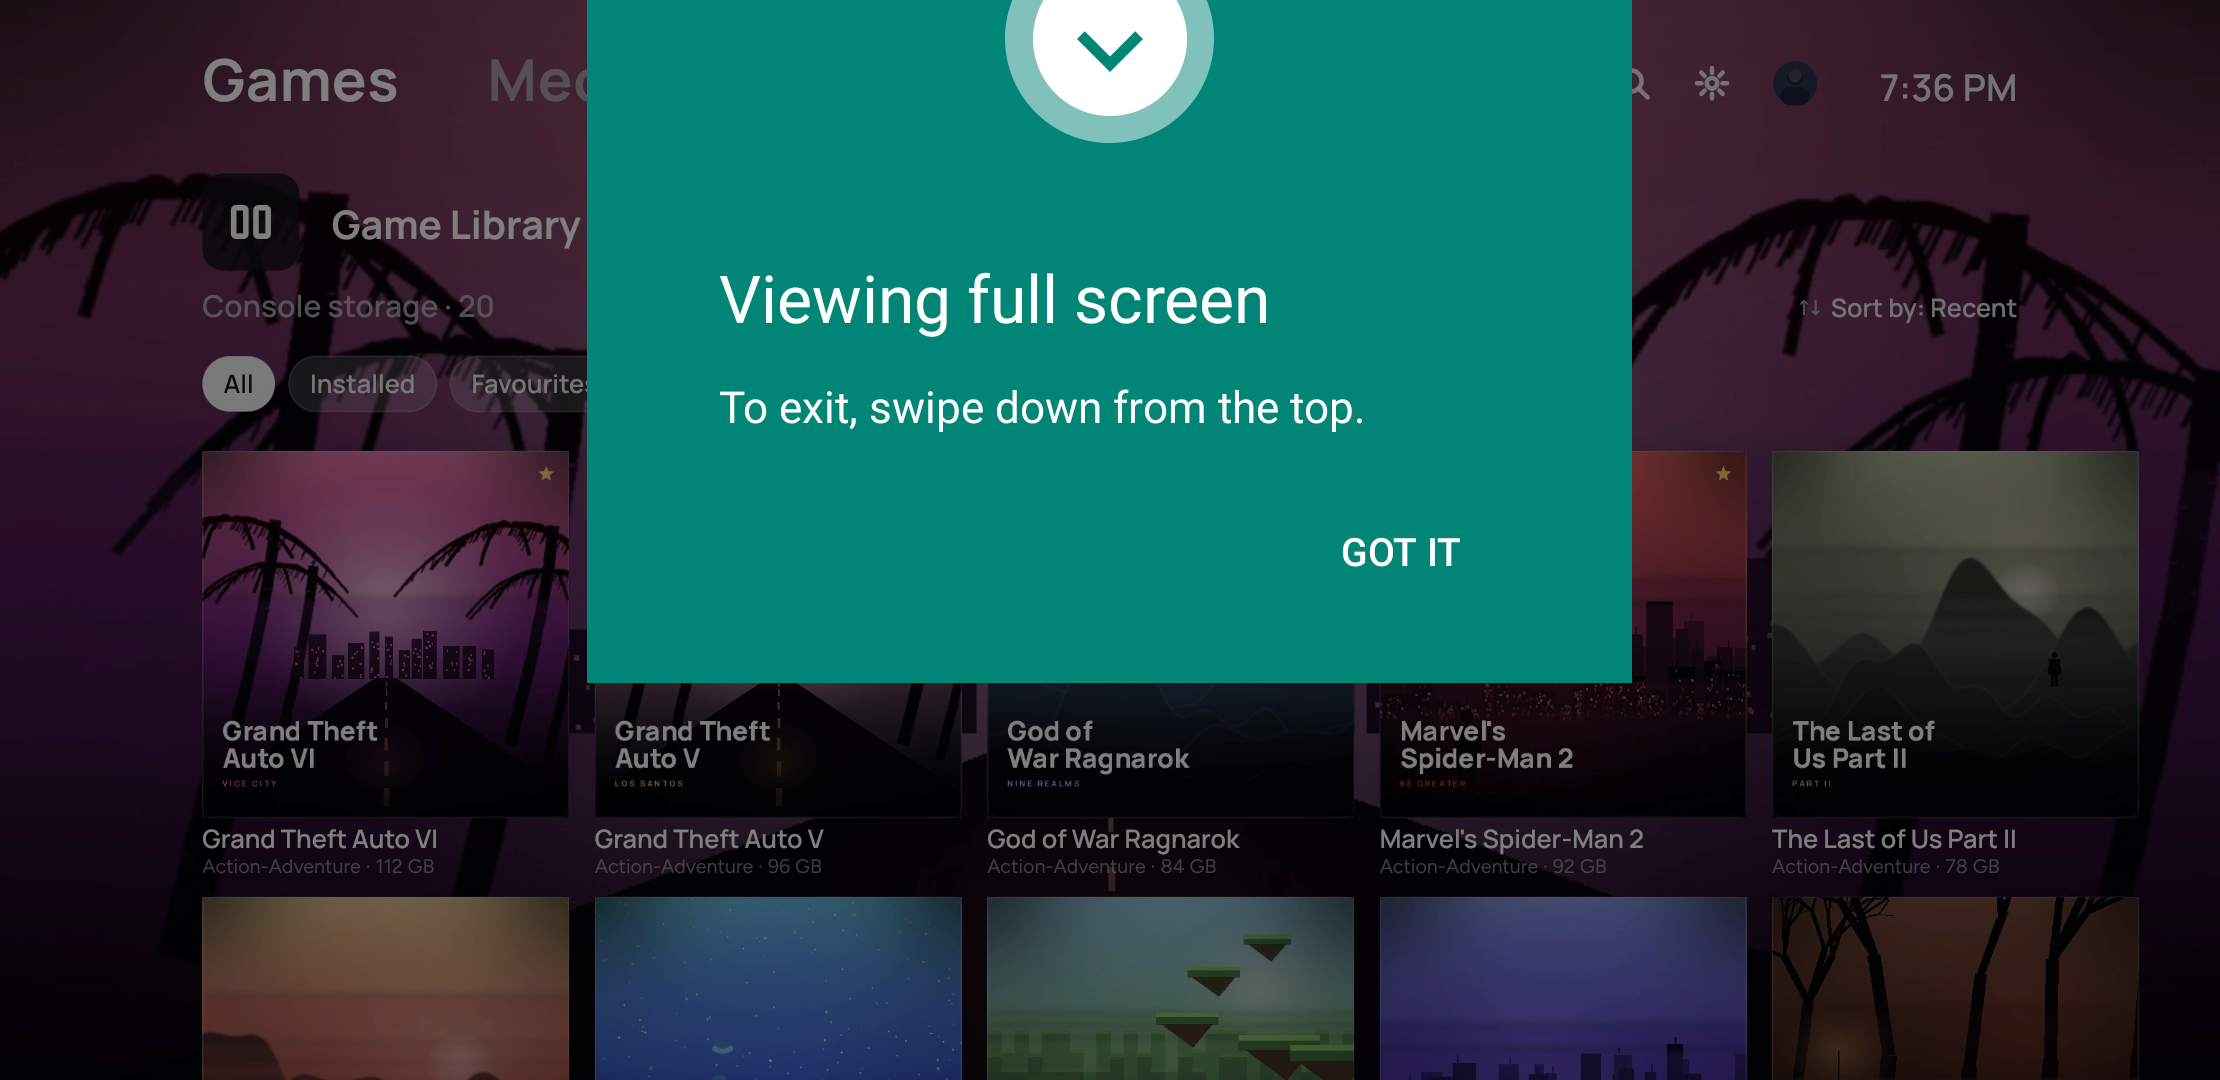 Games
7:36 PM
Game Library
Console storage · 20
Sort by: Recent
All
Installed
Viewing full screen
To exit, swipe down from the top.
GOT IT
Grand Theft
Auto VI
VICE CITY
Grand Theft
Auto V
LOS SANTOS
God of
War Ragnarok
NINE REALMS
Marvel's
Spider-Man 2
BE GREATER
The Last of
Us Part II
PART II
Grand Theft Auto VI
Action-Adventure · 112 GB
Grand Theft Auto V
Action-Adventure · 96 GB
God of War Ragnarok
Action-Adventure · 84 GB
Marvel's Spider-Man 2
Action-Adventure · 92 GB
The Last of Us Part II
Action-Adventure · 78 GB